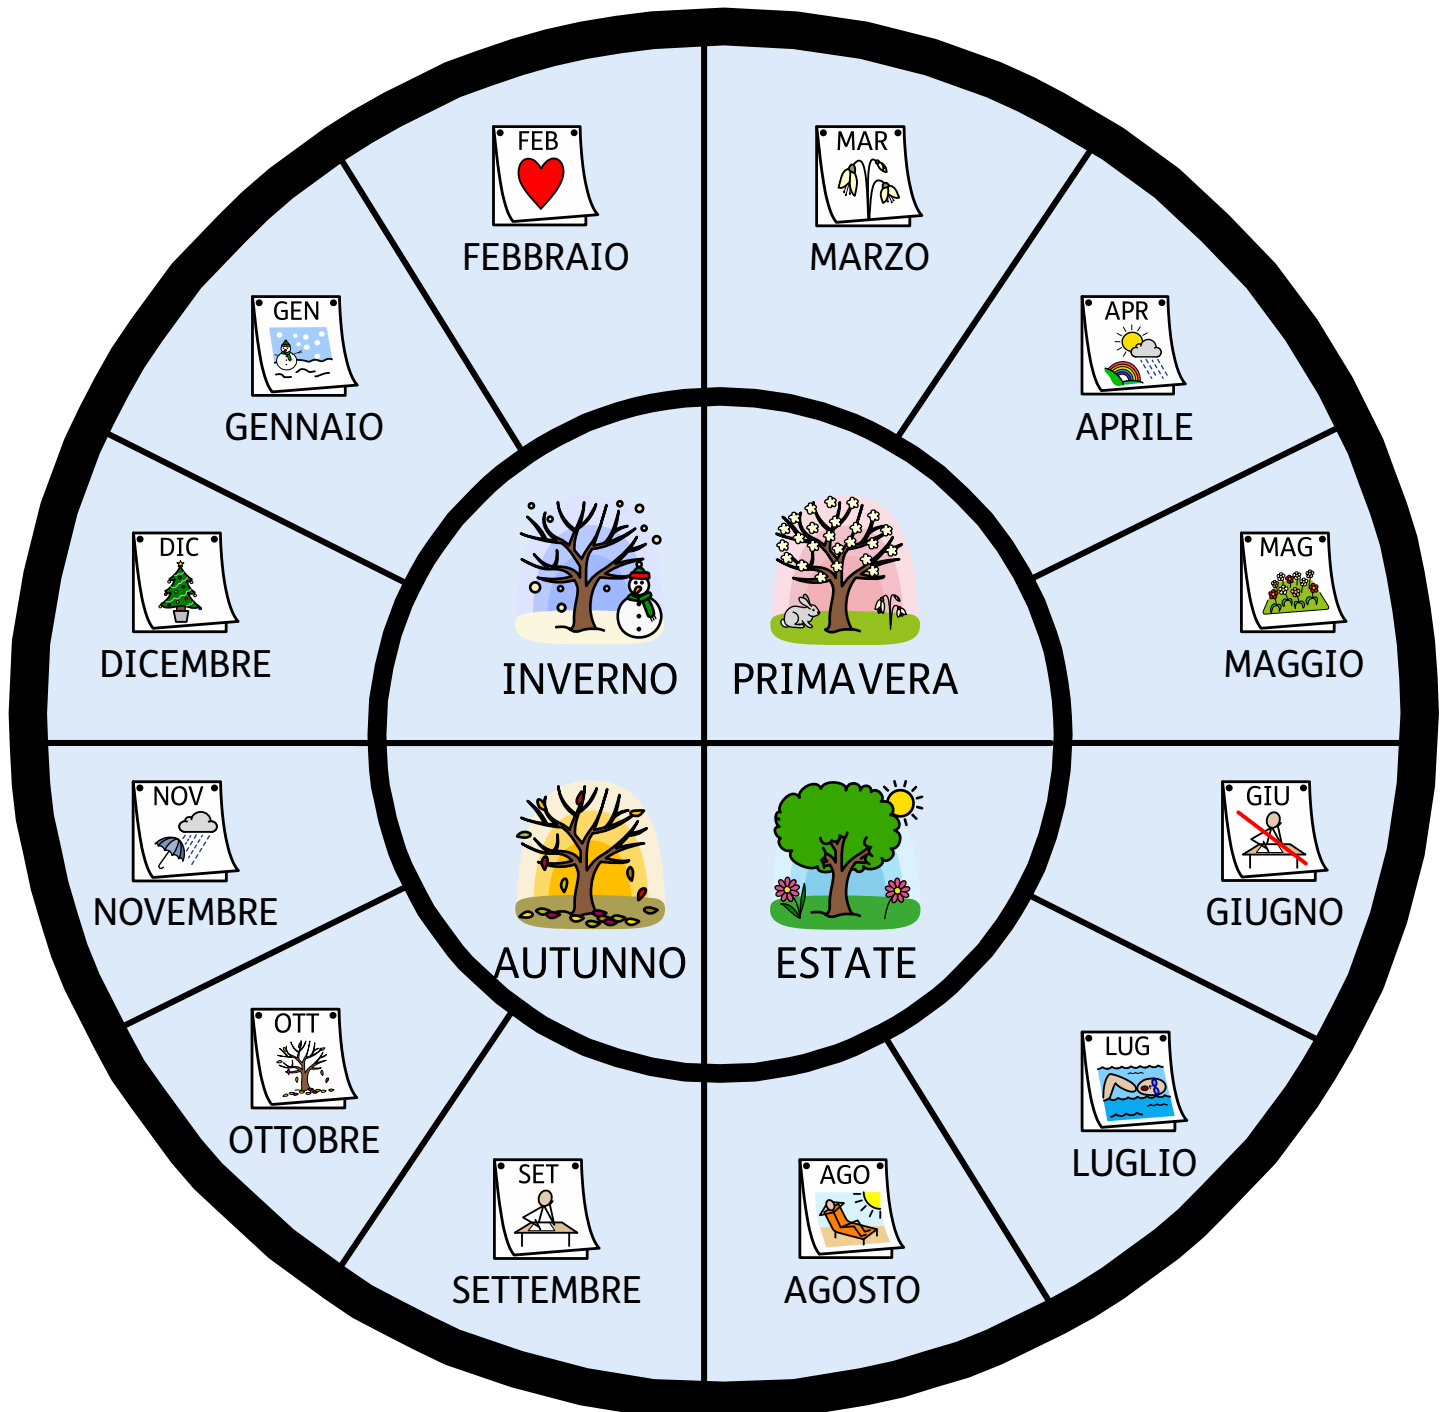 FEB
FEBBRAIO
MAR
MARZO
GEN
GENNAIO
APR
APRILE
DIC
DICEMBRE
MAG
MAGGIO
INVERNO
PRIMAVERA
NOV
NOVEMBRE
GIU
GIUGNO
AUTUNNO
ESTATE
OTT
OTTOBRE
LUG
LUGLIO
SET
SETTEMBRE
AGO
AGOSTO